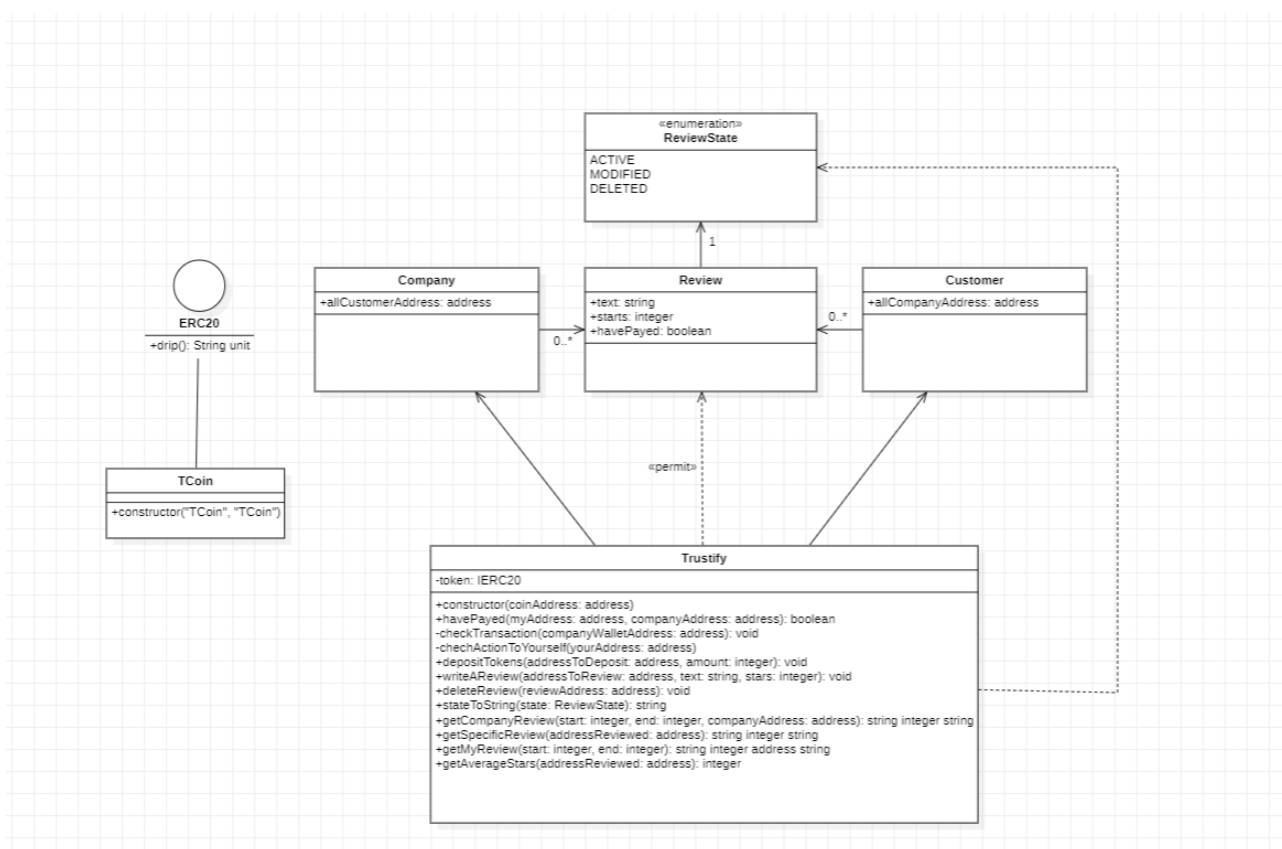 «enumeration»
ReviewState
ACTIVE
MODIFIED
DELETED
1
ERC20
+drip(): String unit
Company
+allCustomerAddress: address
0..*
Review
+text: string
+starts: integer
+havePayed: boolean
0..*
Customer
+allCompanyAddress: address
«permit»
TCoin
+constructor("TCoin", "TCoin")
Trustify
-token: IERC20
+constructor(coinAddress: address)
+havePayed(myAddress: address, companyAddress: address): boolean
-checkTransaction(companyWalletAddress: address): void
-chechActionToYourself(yourAddress: address)
+depositTokens(addressToDeposit: address, amount: integer): void
+writeAReview(addressToReview: address, text: string, stars: integer): void
+deleteReview(reviewAddress: address): void
+stateToString(state: ReviewState): string
+getCompanyReview(start: integer, end: integer, companyAddress: address): string integer string
+getSpecificReview(addressReviewed: address): string integer string
+getMyReview(start: integer, end: integer): string integer address string
+getAverageStars(addressReviewed: address): integer